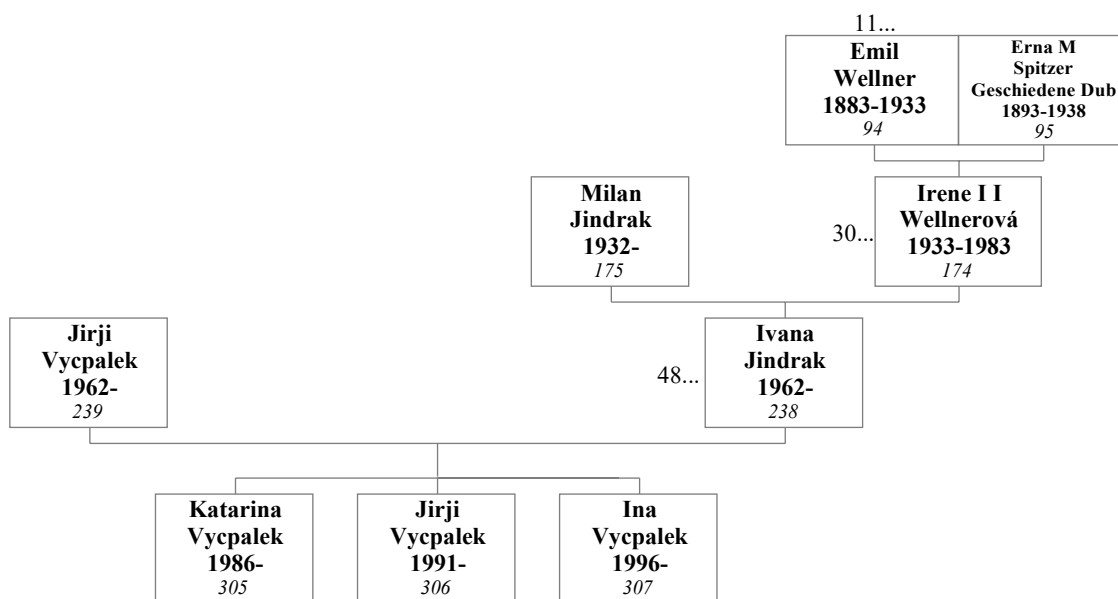 11...
Emil
Wellner
1883-1933
94
Erna M
Spitzer
Geschiedene Dub
1893-1938
95
Milan
Jindrak
1932-
175
30...
Irene I I
Wellnerová
1933-1983
174
Jirji
Vycpalek
1962-
239
48...
Ivana
Jindrak
1962-
238
Katarina
Vycpalek
1986-
305
Jirji
Vycpalek
1991-
306
Ina
Vycpalek
1996-
307